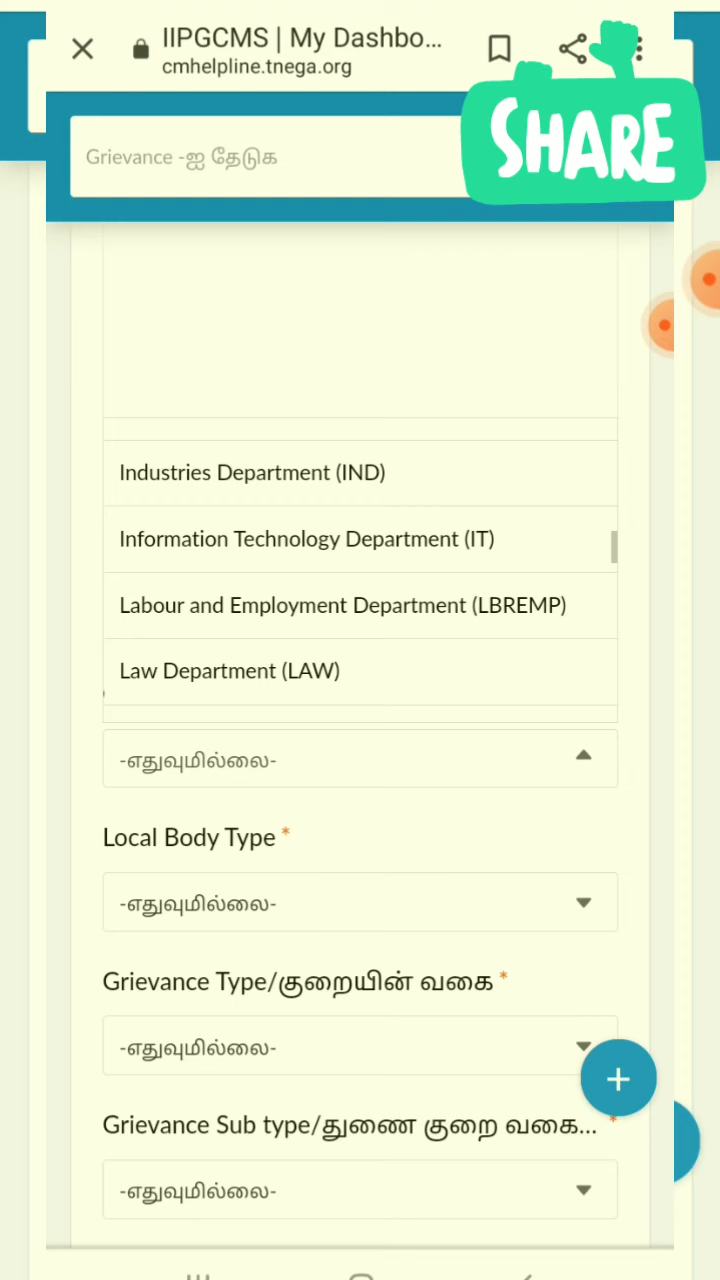 IIPGCMS | My Dashbo...
cmhelpline.tnega.org
SHARE
Grievance -ஐ தேடுக
Industries Department (IND)
Information Technology Department (IT)
Labour and Employment Department (LBREMP)
Law Department (LAW)
-எதுவுமில்லை-
Local Body Type *
-எதுவுமில்லை-
Grievance Type/குறையின் வகை *
-எதுவுமில்லை-
Grievance Sub type/துணை குறை வகை... *
-எதுவுமில்லை-